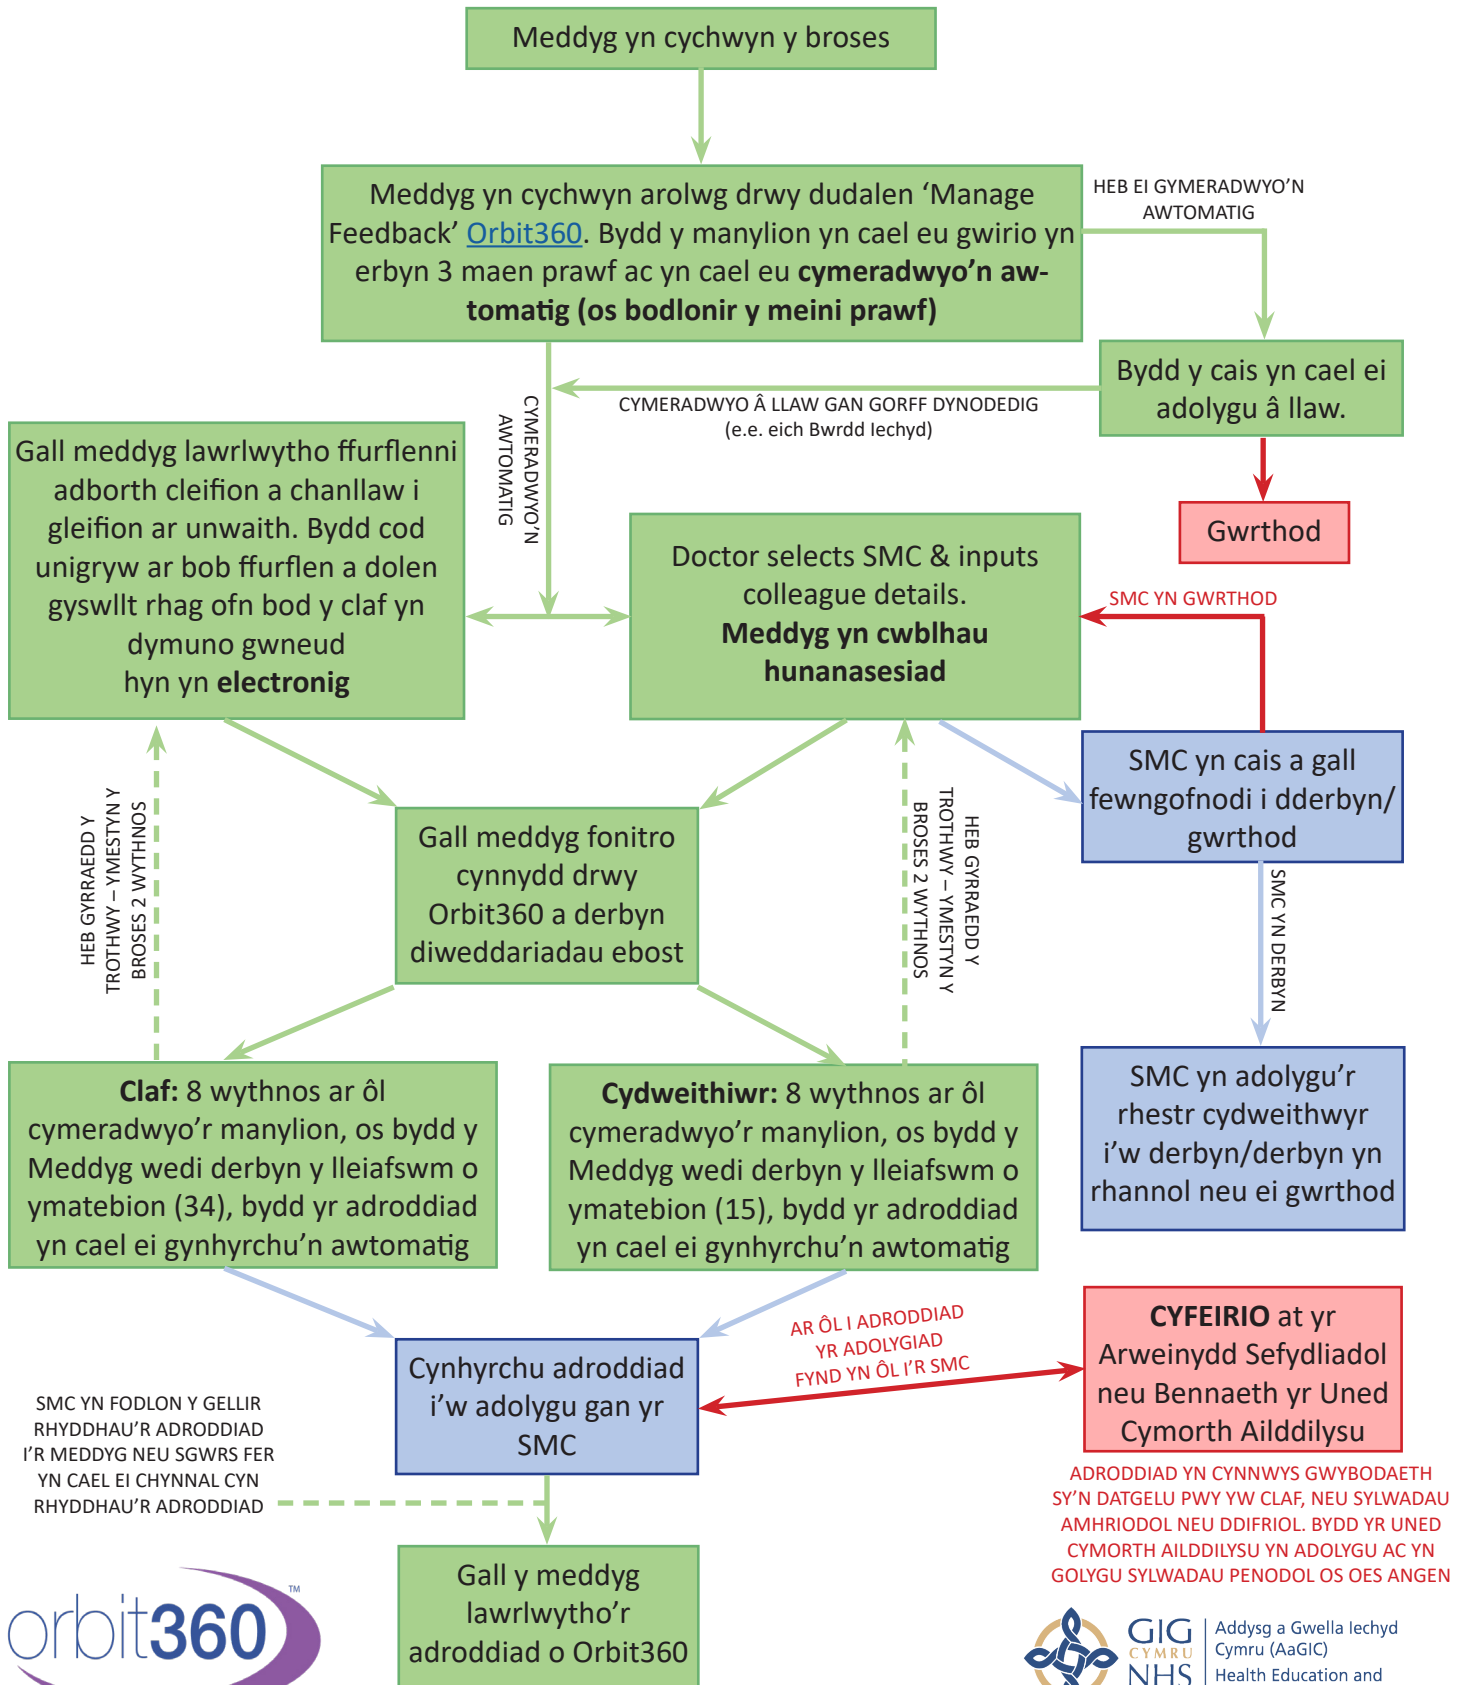 Meddyg yn cychwyn y broses
Meddyg yn cychwyn arolwg drwy dudalen ‘Manage
Feedback’ Orbit360. Bydd y manylion yn cael eu gwirio yn
erbyn 3 maen prawf ac yn cael eu cymeradwyo’n aw-
tomatig (os bodlonir y meini prawf)
HEB EI GYMERADWYO’N
AWTOMATIG
Bydd y cais yn cael ei
adolygu â llaw.
CYMERADWYO Â LLAW GAN GORFF DYNODEDIG
(e.e. eich Bwrdd Iechyd)
CYMERADWYO’N
AWTOMATIG
Gwrthod
Gall meddyg lawrlwytho ffurflenni
adborth cleifion a chanllaw i
gleifion ar unwaith. Bydd cod
unigryw ar bob ffurflen a dolen
gyswllt rhag ofn bod y claf yn
dymuno gwneud
hyn yn electronig
Doctor selects SMC & inputs
colleague details.
Meddyg yn cwblhau
hunanasesiad
SMC YN GWRTHOD
SMC yn cais a gall
fewngofnodi i dderbyn/
gwrthod
HEB GYRRAEDD Y
TROTHWY – YMESTYN Y
BROSES 2 WYTHNOS
Gall meddyg fonitro
cynnydd drwy
Orbit360 a derbyn
diweddariadau ebost
HEB GYRRAEDD Y
TROTHWY – YMESTYN Y
BROSES 2 WYTHNOS
SMC YN DERBYN
Claf: 8 wythnos ar ôl
cymeradwyo’r manylion, os bydd y
Meddyg wedi derbyn y lleiafswm o
ymatebion (34), bydd yr adroddiad
yn cael ei gynhyrchu’n awtomatig
Cydweithiwr: 8 wythnos ar ôl
cymeradwyo’r manylion, os bydd y
Meddyg wedi derbyn y lleiafswm o
ymatebion (15), bydd yr adroddiad
yn cael ei gynhyrchu’n awtomatig
SMC yn adolygu’r
rhestr cydweithwyr
i’w derbyn/derbyn yn
rhannol neu ei gwrthod
AR ÔL I ADRODDIAD
YR ADOLYGIAD
FYND YN ÔL I’R SMC
CYFEIRIO at yr
Arweinydd Sefydliadol
neu Bennaeth yr Uned
Cymorth Ailddilysu
Cynhyrchu adroddiad
i’w adolygu gan yr
SMC
SMC YN FODLON Y GELLIR
RHYDDHAU’R ADRODDIAD
I’R MEDDYG NEU SGWRS FER
YN CAEL EI CHYNNAL CYN
RHYDDHAU’R ADRODDIAD
ADRODDIAD YN CYNNWYS GWYBODAETH
SY’N DATGELU PWY YW CLAF, NEU SYLWADAU
AMHRIODOL NEU DDIFRIOL. BYDD YR UNED
CYMORTH AILDDILYSU YN ADOLYGU AC YN
GOLYGU SYLWADAU PENODOL OS OES ANGEN
Gall y meddyg
lawrlwytho’r
adroddiad o Orbit360
orbit360 TM
GIG
CYMRU
NHS
Addysg a Gwella Iechyd
Cymru (AaGIC)
Health Education and